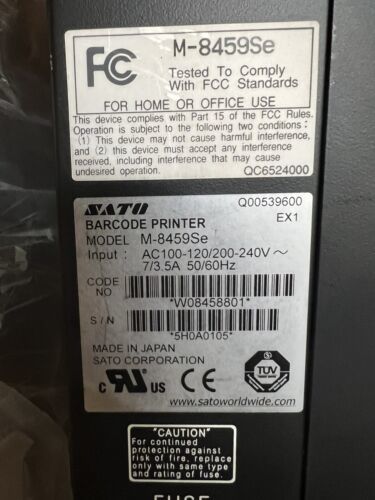 FC
M-8459Se
Tested To Comply
With FCC Standards
FOR HOME OR OFFICE USE
This device complies with Part 15 of the FCC Rules.
Operation is subject to the following two conditions:
(1) This device may not cause harmful interference,
and (2) this device must accept any interference
received, including interference that may cause
undesired operation.
QC6524000
SATO
Q00539600
BARCODE PRINTER
EX1
MODEL M-8459Se
Input : AC100-120/200-240V ~
7/3.5A 50/60Hz
CODE
NO
*W08458801*
S/N
*5H0A0105*
MADE IN JAPAN
SATO CORPORATION
c UR us CE TÜV
www.satoworldwide.com
"CAUTION"
For continued
protection against
risk of fire, replace
only with same type
and rating of fuse.
FUSE